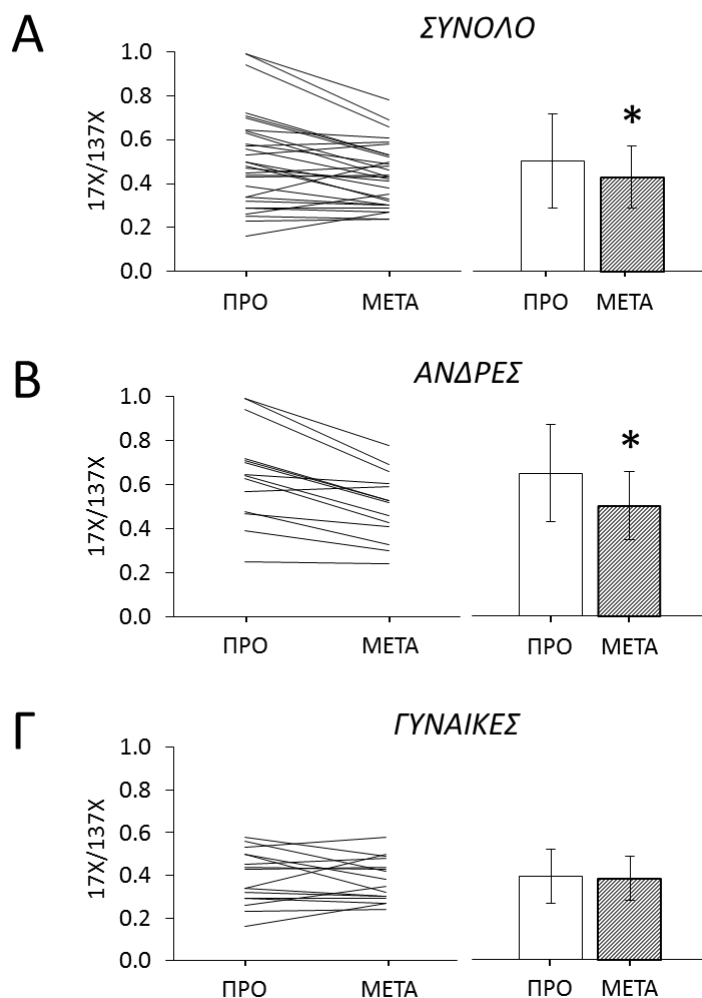 Α
ΣΥΝΟΛΟ
17X/137X
1.0
0.8
0.6
0.4
0.2
0.0
ΠΡΟ ΜΕΤΑ
*
ΠΡΟ ΜΕΤΑ
Β
ΑΝΔΡΕΣ
17X/137X
1.0
0.8
0.6
0.4
0.2
0.0
ΠΡΟ ΜΕΤΑ
*
ΠΡΟ ΜΕΤΑ
Γ
ΓΥΝΑΙΚΕΣ
17X/137X
1.0
0.8
0.6
0.4
0.2
0.0
ΠΡΟ ΜΕΤΑ
ΠΡΟ ΜΕΤΑ